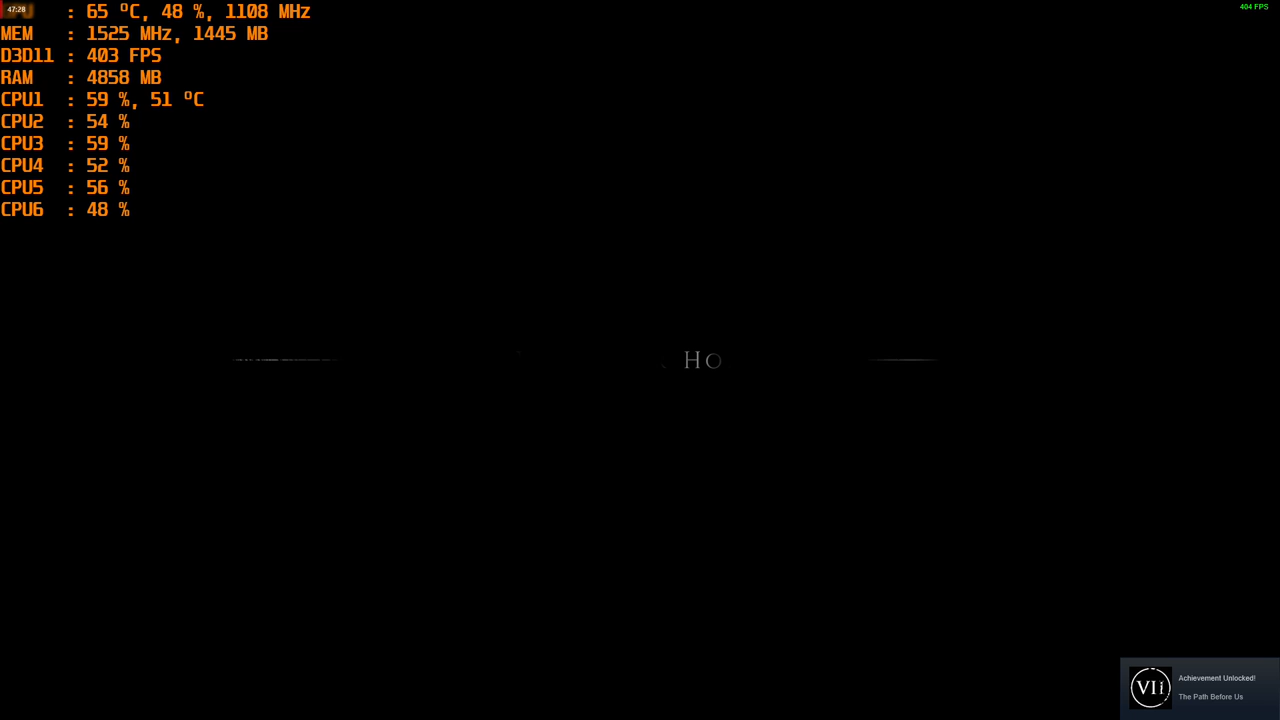 47:28
: 65 ºC, 48 %, 1108 MHz
404 FPS
MEM : 1525 MHz, 1445 MB
D3D11 : 403 FPS
RAM : 4858 MB
CPU1 : 59 %, 51 ºC
CPU2 : 54 %
CPU3 : 59 %
CPU4 : 52 %
CPU5 : 56 %
CPU6 : 48 %
Ho
VIi
Achievement Unlocked!
The Path Before Us